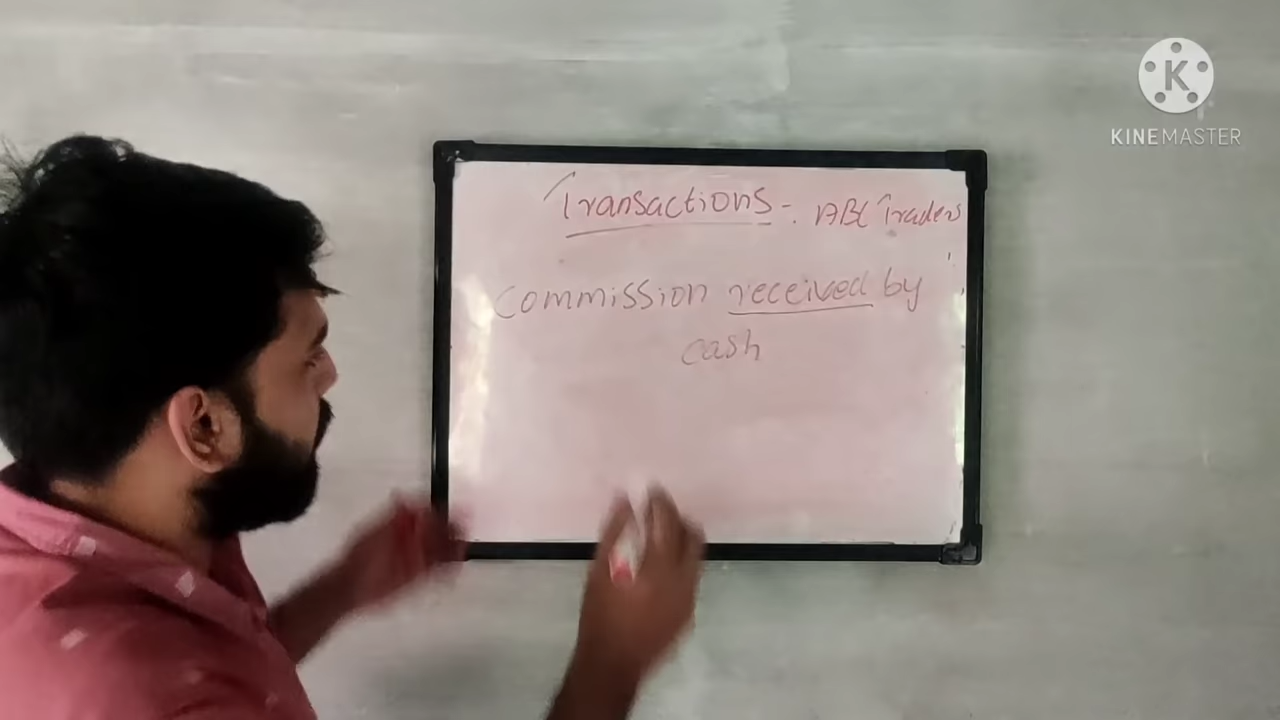 K
KINEMASTER
Transactions -. ABC Traders
Commission received by
cash